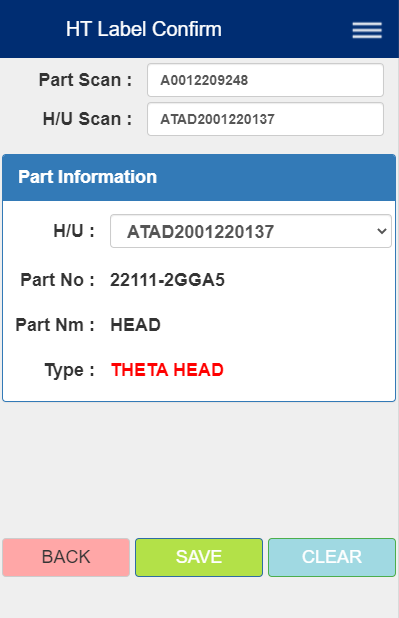 HT Label Confirm
Part Scan : A0012209248
H/U Scan : ATAD2001220137
Part Information
H/U : ATAD2001220137
Part No : 22111-2GGA5
Part Nm : HEAD
Type : THETA HEAD
BACK SAVE CLEAR